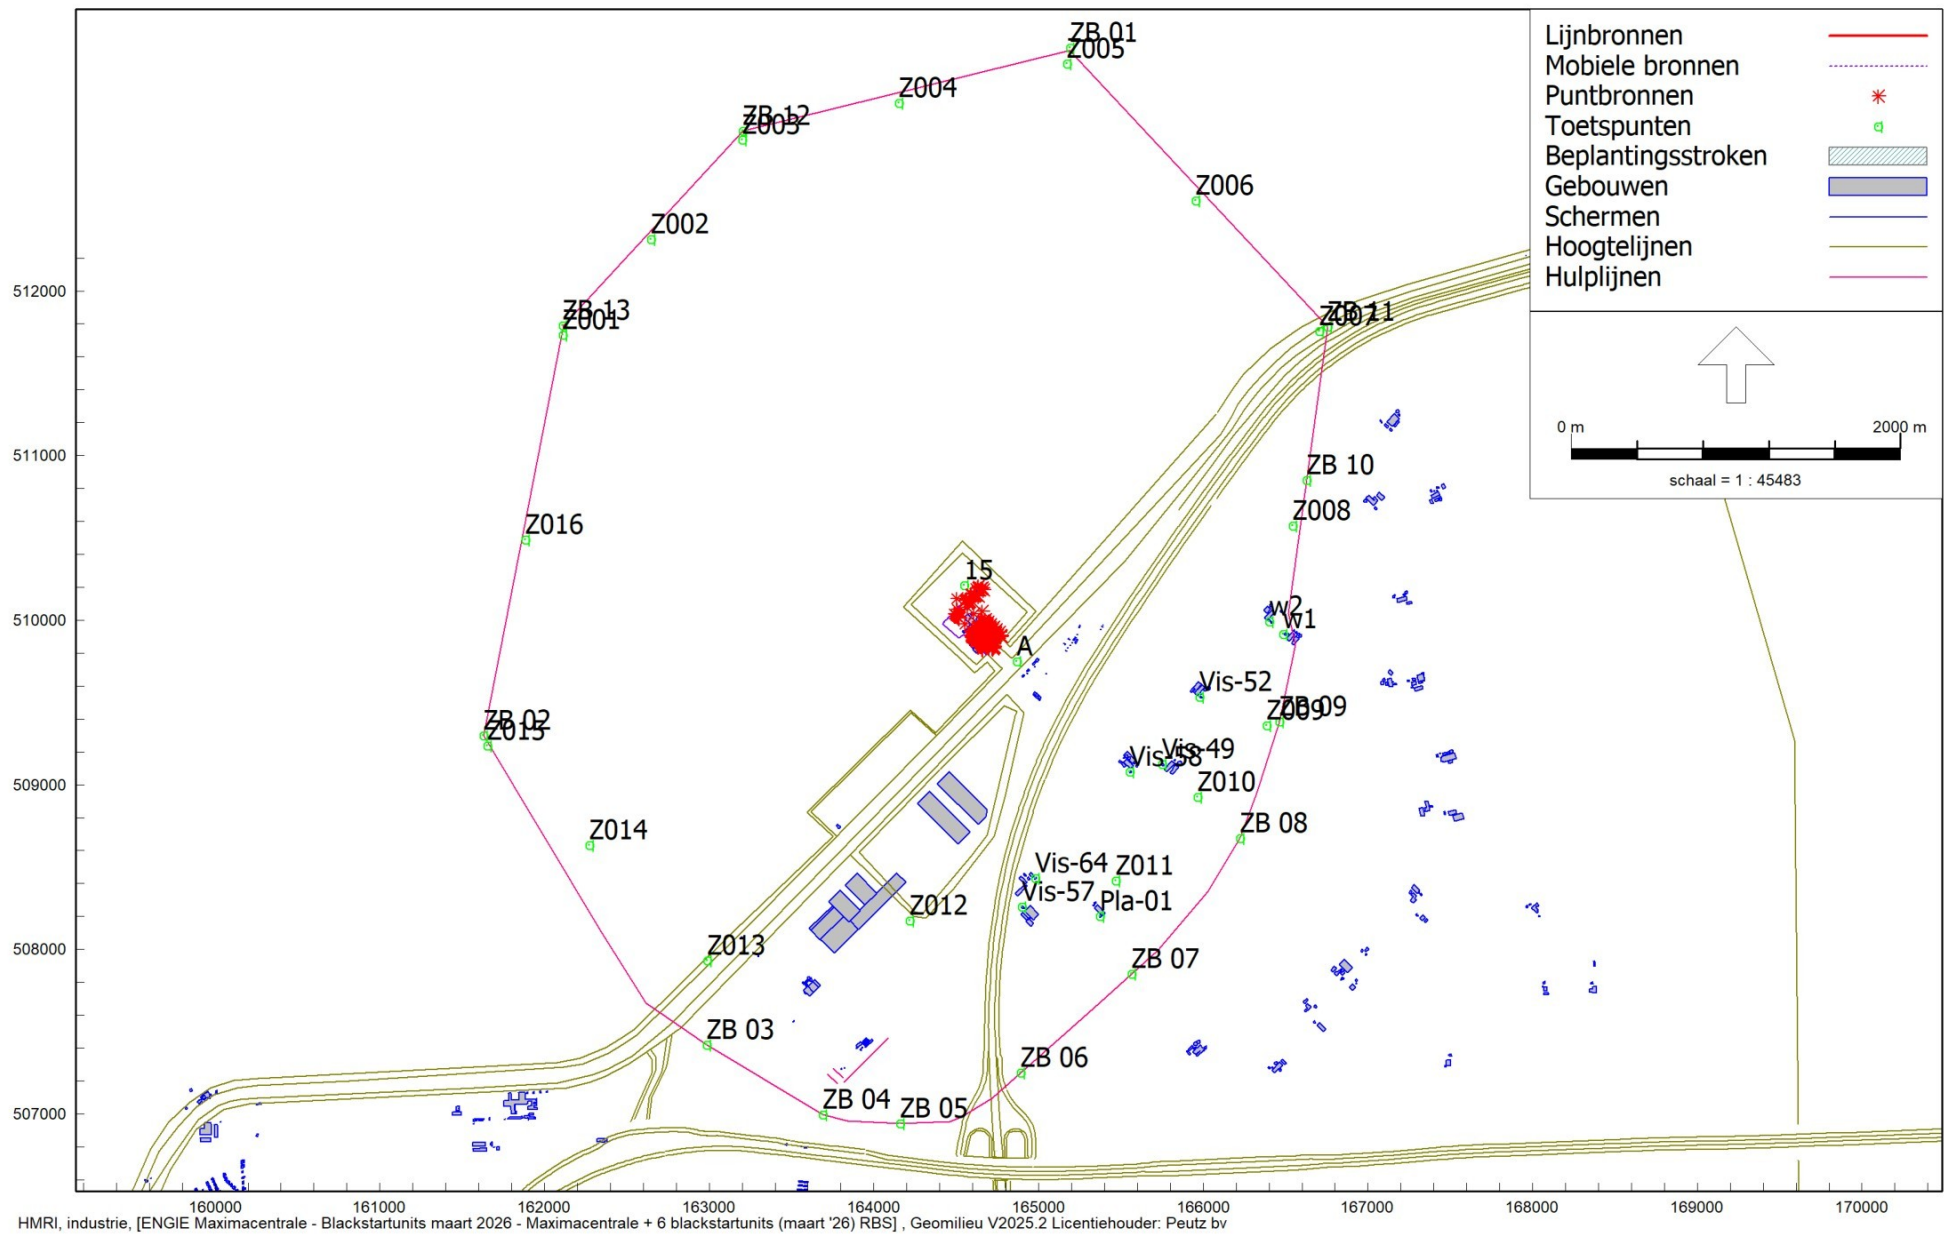 ZB 01
Z005
Z004
ZB 12
Z003
Z006
Z002
ZB 13
Z001
ZB 11
Z007
ZB 10
Z008
Z016
15
w2
w1
A
Vis-52
ZB 09
Z009
ZB 02
Z015
Vis-49
Vis-58
Z010
ZB 08
Z014
Vis-64
Z011
Vis-57
Pla-01
Z012
Z013
ZB 07
ZB 03
ZB 06
ZB 04
ZB 05
Lijnbronnen
Mobiele bronnen
Puntbronnen
Toetspunten
Beplantingsstroken
Gebouwen
Schermen
Hoogtelijnen
Hulplijnen
0 m 2000 m
schaal = 1 : 45483
512000
511000
510000
509000
508000
507000
160000 161000 162000 163000 164000 165000 166000 167000 168000 169000 170000
HMRI, industrie, [ENGIE Maximacentrale - Blackstartunits maart 2026 - Maximacentrale + 6 blackstartunits (maart '26) RBS] , Geomilieu V2025.2 Licentiehouder: Peutz bv